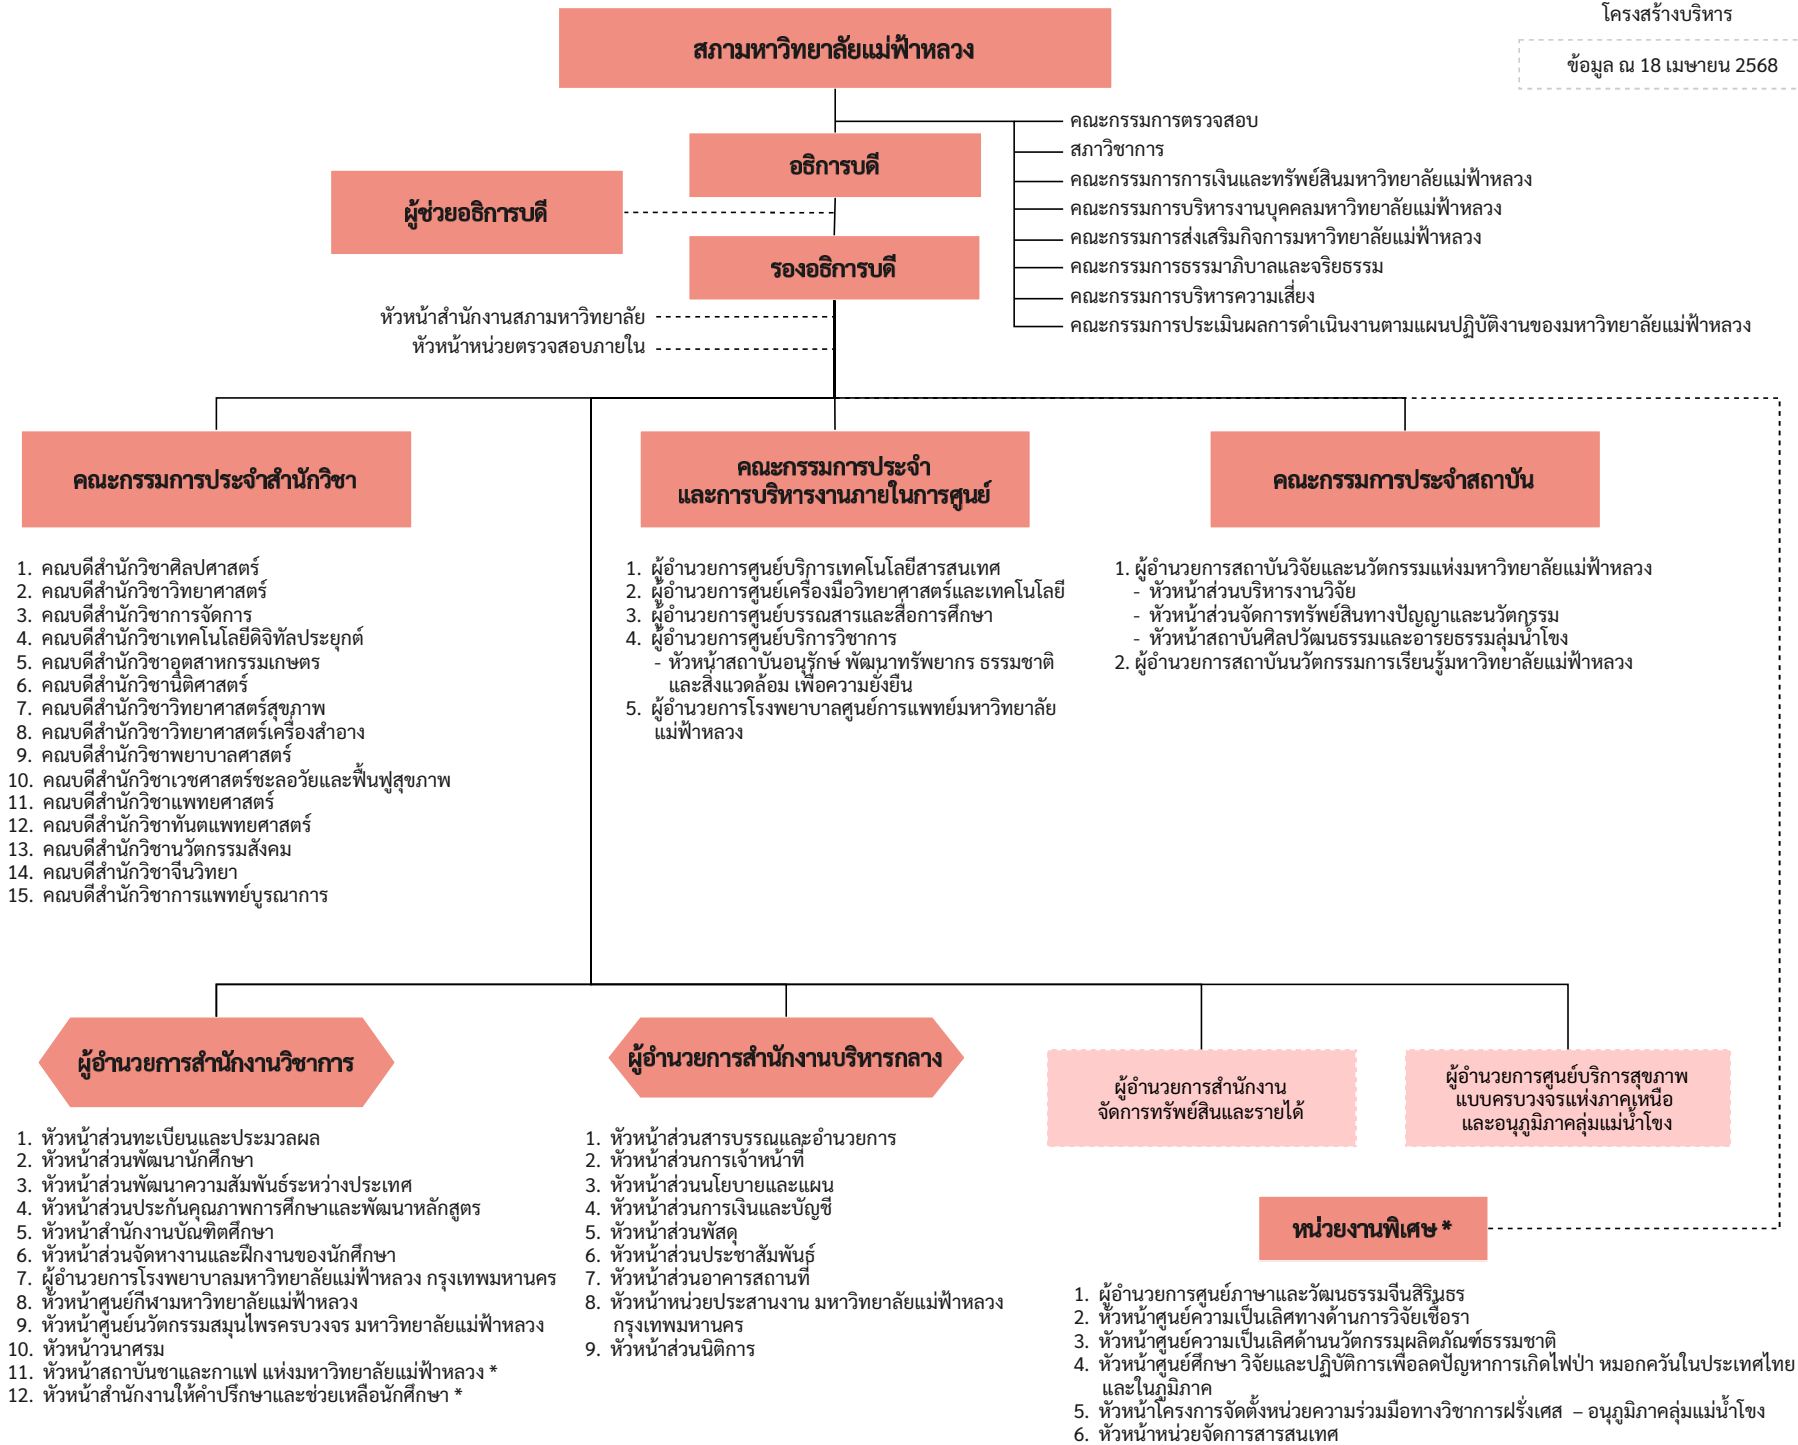 โครงสร้างบริหาร
ข้อมูล ณ 18 เมษายน 2568
สภามหาวิทยาลัยแม่ฟ้าหลวง
อธิการบดี
ผู้ช่วยอธิการบดี
รองอธิการบดี
คณะกรรมการตรวจสอบ
สภาวิชาการ
คณะกรรมการการเงินและทรัพย์สินมหาวิทยาลัยแม่ฟ้าหลวง
คณะกรรมการบริหารงานบุคคลมหาวิทยาลัยแม่ฟ้าหลวง
คณะกรรมการส่งเสริมกิจการมหาวิทยาลัยแม่ฟ้าหลวง
คณะกรรมการธรรมาภิบาลและจริยธรรม
คณะกรรมการบริหารความเสี่ยง
คณะกรรมการประเมินผลการดำเนินงานตามแผนปฏิบัติงานของมหาวิทยาลัยแม่ฟ้าหลวง
หัวหน้าสำนักงานสภามหาวิทยาลัย
หัวหน้าหน่วยตรวจสอบภายใน
คณะกรรมการประจำสำนักวิชา
1. คณบดีสำนักวิชาศิลปศาสตร์
2. คณบดีสำนักวิชาวิทยาศาสตร์
3. คณบดีสำนักวิชาการจัดการ
4. คณบดีสำนักวิชาเทคโนโลยีดิจิทัลประยุกต์
5. คณบดีสำนักวิชาอุตสาหกรรมเกษตร
6. คณบดีสำนักวิชานิติศาสตร์
7. คณบดีสำนักวิชาวิทยาศาสตร์สุขภาพ
8. คณบดีสำนักวิชาวิทยาศาสตร์เครื่องสำอาง
9. คณบดีสำนักวิชาพยาบาลศาสตร์
10. คณบดีสำนักวิชาเวชศาสตร์ชะลอวัยและฟื้นฟูสุขภาพ
11. คณบดีสำนักวิชาแพทยศาสตร์
12. คณบดีสำนักวิชาทันตแพทยศาสตร์
13. คณบดีสำนักวิชานวัตกรรมสังคม
14. คณบดีสำนักวิชาจีนวิทยา
15. คณบดีสำนักวิชาการแพทย์บูรณาการ
คณะกรรมการประจำ
และการบริหารงานภายในการศูนย์
1. ผู้อำนวยการศูนย์บริการเทคโนโลยีสารสนเทศ
2. ผู้อำนวยการศูนย์เครื่องมือวิทยาศาสตร์และเทคโนโลยี
3. ผู้อำนวยการศูนย์บรรณสารและสื่อการศึกษา
4. ผู้อำนวยการศูนย์บริการวิชาการ
- หัวหน้าสถาบันอนุรักษ์ พัฒนาทรัพยากร ธรรมชาติ
และสิ่งแวดล้อม เพื่อความยั่งยืน
5. ผู้อำนวยการโรงพยาบาลศูนย์การแพทย์มหาวิทยาลัย
แม่ฟ้าหลวง
คณะกรรมการประจำสถาบัน
1. ผู้อำนวยการสถาบันวิจัยและนวัตกรรมแห่งมหาวิทยาลัยแม่ฟ้าหลวง
- หัวหน้าส่วนบริหารงานวิจัย
- หัวหน้าส่วนจัดการทรัพย์สินทางปัญญาและนวัตกรรม
- หัวหน้าสถาบันศิลปวัฒนธรรมและอารยธรรมลุ่มน้ำโขง
2. ผู้อำนวยการสถาบันนวัตกรรมการเรียนรู้มหาวิทยาลัยแม่ฟ้าหลวง
ผู้อำนวยการสำนักงานวิชาการ
1. หัวหน้าส่วนทะเบียนและประมวลผล
2. หัวหน้าส่วนพัฒนานักศึกษา
3. หัวหน้าส่วนพัฒนาความสัมพันธ์ระหว่างประเทศ
4. หัวหน้าส่วนประกันคุณภาพการศึกษาและพัฒนาหลักสูตร
5. หัวหน้าสำนักงานบัณฑิตศึกษา
6. หัวหน้าส่วนจัดหางานและฝึกงานของนักศึกษา
7. ผู้อำนวยการโรงพยาบาลมหาวิทยาลัยแม่ฟ้าหลวง กรุงเทพมหานคร
8. หัวหน้าศูนย์กีฬามหาวิทยาลัยแม่ฟ้าหลวง
9. หัวหน้าศูนย์นวัตกรรมสมุนไพรครบวงจร มหาวิทยาลัยแม่ฟ้าหลวง
10. หัวหน้าวนาศรม
11. หัวหน้าสถาบันชาและกาแฟ แห่งมหาวิทยาลัยแม่ฟ้าหลวง *
12. หัวหน้าสำนักงานให้คำปรึกษาและช่วยเหลือนักศึกษา *
ผู้อำนวยการสำนักงานบริหารกลาง
1. หัวหน้าส่วนสารบรรณและอำนวยการ
2. หัวหน้าส่วนการเจ้าหน้าที่
3. หัวหน้าส่วนนโยบายและแผน
4. หัวหน้าส่วนการเงินและบัญชี
5. หัวหน้าส่วนพัสดุ
6. หัวหน้าส่วนประชาสัมพันธ์
7. หัวหน้าส่วนอาคารสถานที่
8. หัวหน้าหน่วยประสานงาน มหาวิทยาลัยแม่ฟ้าหลวง
กรุงเทพมหานคร
9. หัวหน้าส่วนนิติการ
ผู้อำนวยการสำนักงาน
จัดการทรัพย์สินและรายได้
ผู้อำนวยการศูนย์บริการสุขภาพ
แบบครบวงจรแห่งภาคเหนือ
และอนุภูมิภาคลุ่มแม่น้ำโขง
หน่วยงานพิเศษ *
1. ผู้อำนวยการศูนย์ภาษาและวัฒนธรรมจีนสิรินธร
2. หัวหน้าศูนย์ความเป็นเลิศทางด้านการวิจัยเชื้อรา
3. หัวหน้าศูนย์ความเป็นเลิศด้านนวัตกรรมผลิตภัณฑ์ธรรมชาติ
4. หัวหน้าศูนย์ศึกษา วิจัยและปฏิบัติการเพื่อลดปัญหาการเกิดไฟป่า หมอกควันในประเทศไทย
และในภูมิภาค
5. หัวหน้าโครงการจัดตั้งหน่วยความร่วมมือทางวิชาการฝรั่งเศส – อนุภูมิภาคลุ่มแม่น้ำโขง
6. หัวหน้าหน่วยจัดการสารสนเทศ